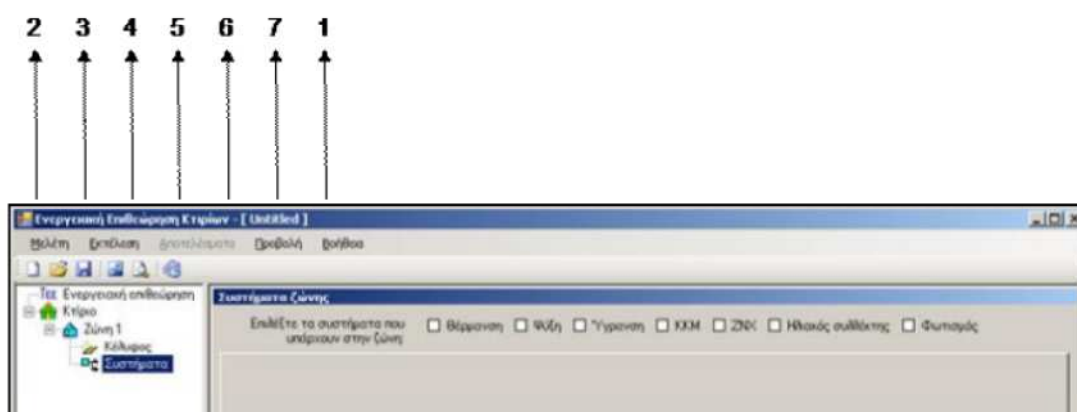 2 3 4 5 6 7 1
Ενεργειακή Επιθεώρηση Κτιρίων - [ Untitled ]
Μελέτη Εκτέλεση Αποτελέσματα Προβολή Βοήθεια
ΤΕΕ Ενεργειακή επιθεώρηση
Κτίριο
Ζώνη 1
Κέλυφος
Συστήματα
Συστήματα ζώνης
Επιλέξτε τα συστήματα που
υπάρχουν στην ζώνη
Θέρμανση Ψύξη Ύγρανση ΚΚΜ ΖΝΧ Ηλιακός συλλέκτης Φωτισμός